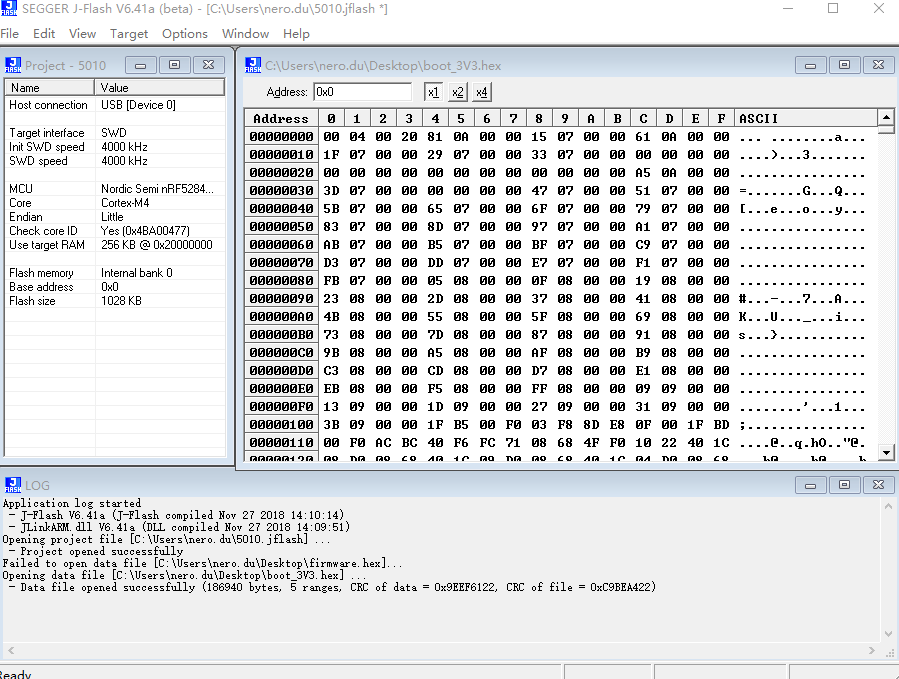 SEGGER J-Flash V6.41a (beta) - [C:\Users\nero.du\5010.jflash *]
File Edit View Target Options Window Help
Project - 5010
Name Value
Host connection USB [Device 0]
Target interface SWD
Init SWD speed 4000 kHz
SWD speed 4000 kHz
MCU Nordic Semi nRF5284...
Core Cortex-M4
Endian Little
Check core ID Yes (0x4BA00477)
Use target RAM 256 KB @ 0x20000000
Flash memory Internal bank 0
Base address 0x0
Flash size 1028 KB
C:\Users\nero.du\Desktop\boot_3V3.hex
Address: 0x0 x1 x2 x4
Address 0 1 2 3 4 5 6 7 8 9 A B C D E F ASCII
00000000 00 04 00 20 81 0A 00 00 15 07 00 00 61 0A 00 00 ... ........a...
00000010 1F 07 00 00 29 07 00 00 33 07 00 00 00 00 00 00 ....)...3.......
00000020 00 00 00 00 00 00 00 00 00 00 00 00 A5 0A 00 00 ................
00000030 3D 07 00 00 00 00 00 00 47 07 00 00 51 07 00 00 =.......G...Q...
00000040 5B 07 00 00 65 07 00 00 6F 07 00 00 79 07 00 00 [...e...o...y...
00000050 83 07 00 00 8D 07 00 00 97 07 00 00 A1 07 00 00 ................
00000060 AB 07 00 00 B5 07 00 00 BF 07 00 00 C9 07 00 00 ................
00000070 D3 07 00 00 DD 07 00 00 E7 07 00 00 F1 07 00 00 ................
00000080 FB 07 00 00 05 08 00 00 0F 08 00 00 19 08 00 00 ................
00000090 23 08 00 00 2D 08 00 00 37 08 00 00 41 08 00 00 #...-...7...A...
000000A0 4B 08 00 00 55 08 00 00 5F 08 00 00 69 08 00 00 K...U..._...i...
000000B0 73 08 00 00 7D 08 00 00 87 08 00 00 91 08 00 00 s...}...........
000000C0 9B 08 00 00 A5 08 00 00 AF 08 00 00 B9 08 00 00 ................
000000D0 C3 08 00 00 CD 08 00 00 D7 08 00 00 E1 08 00 00 ................
000000E0 EB 08 00 00 F5 08 00 00 FF 08 00 00 09 09 00 00 ................
000000F0 13 09 00 00 1D 09 00 00 27 09 00 00 31 09 00 00 ........'...1...
00000100 3B 09 00 00 1F B5 00 F0 03 F8 8D E8 0F 00 1F BD ;...............
00000110 00 F0 AC BC 40 F6 FC 71 08 68 4F F0 10 22 40 1C ....@..q.hO.."@.
00000120 08 D0 08 68 40 1C 09 D0 08 68 40 1C 04 D0 08 68
LOG
Application log started
- J-Flash V6.41a (J-Flash compiled Nov 27 2018 14:10:14)
- JLinkARM.dll V6.41a (DLL compiled Nov 27 2018 14:09:51)
Opening project file [C:\Users\nero.du\5010.jflash] ...
- Project opened successfully
Failed to open data file [C:\Users\nero.du\Desktop\firmware.hex]...
Opening data file [C:\Users\nero.du\Desktop\boot_3V3.hex] ...
- Data file opened successfully (186940 bytes, 5 ranges, CRC of data = 0x9EEF6122, CRC of file = 0xC9BEA422)
Ready